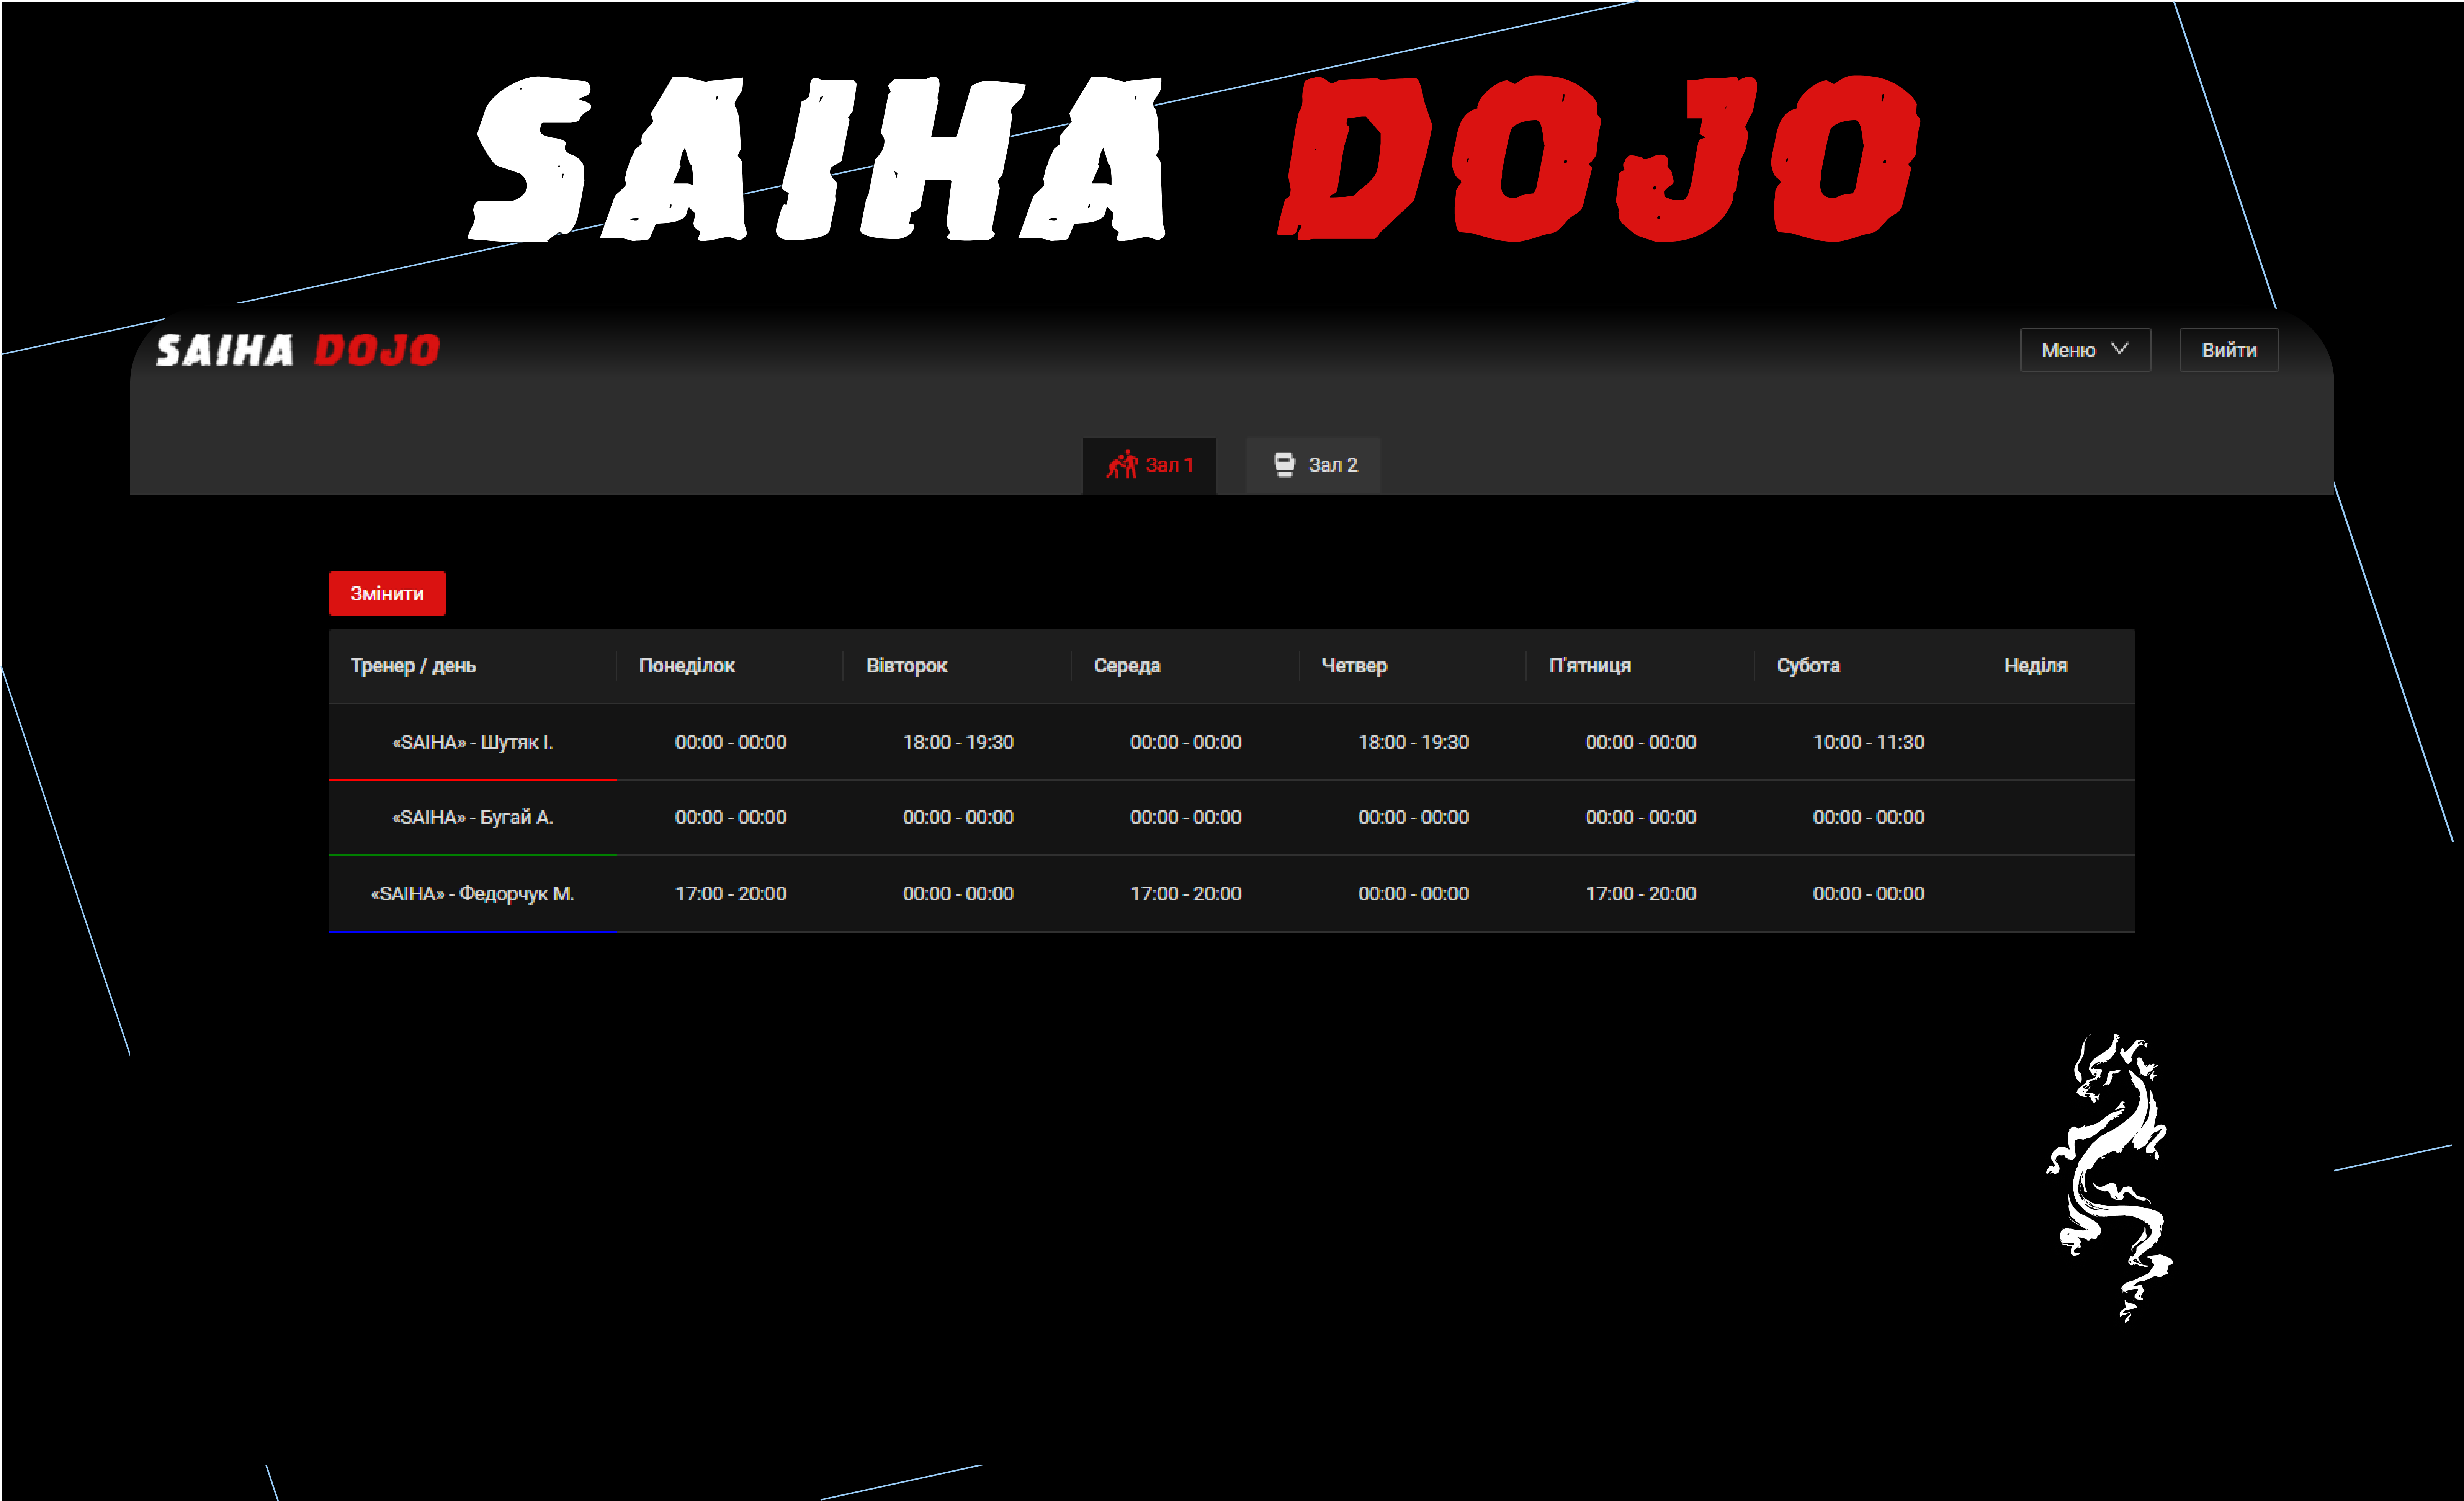 SAIHA DOJO
SAIHA DOJO Меню Вийти
Зал 1 Зал 2
Змінити
Тренер / день Понеділок Вівторок Середа Четвер П'ятниця Субота Неділя
«SAIHA» - Шутяк І. 00:00 - 00:00 18:00 - 19:30 00:00 - 00:00 18:00 - 19:30 00:00 - 00:00 10:00 - 11:30
«SAIHA» - Бугай А. 00:00 - 00:00 00:00 - 00:00 00:00 - 00:00 00:00 - 00:00 00:00 - 00:00 00:00 - 00:00
«SAIHA» - Федорчук М. 17:00 - 20:00 00:00 - 00:00 17:00 - 20:00 00:00 - 00:00 17:00 - 20:00 00:00 - 00:00